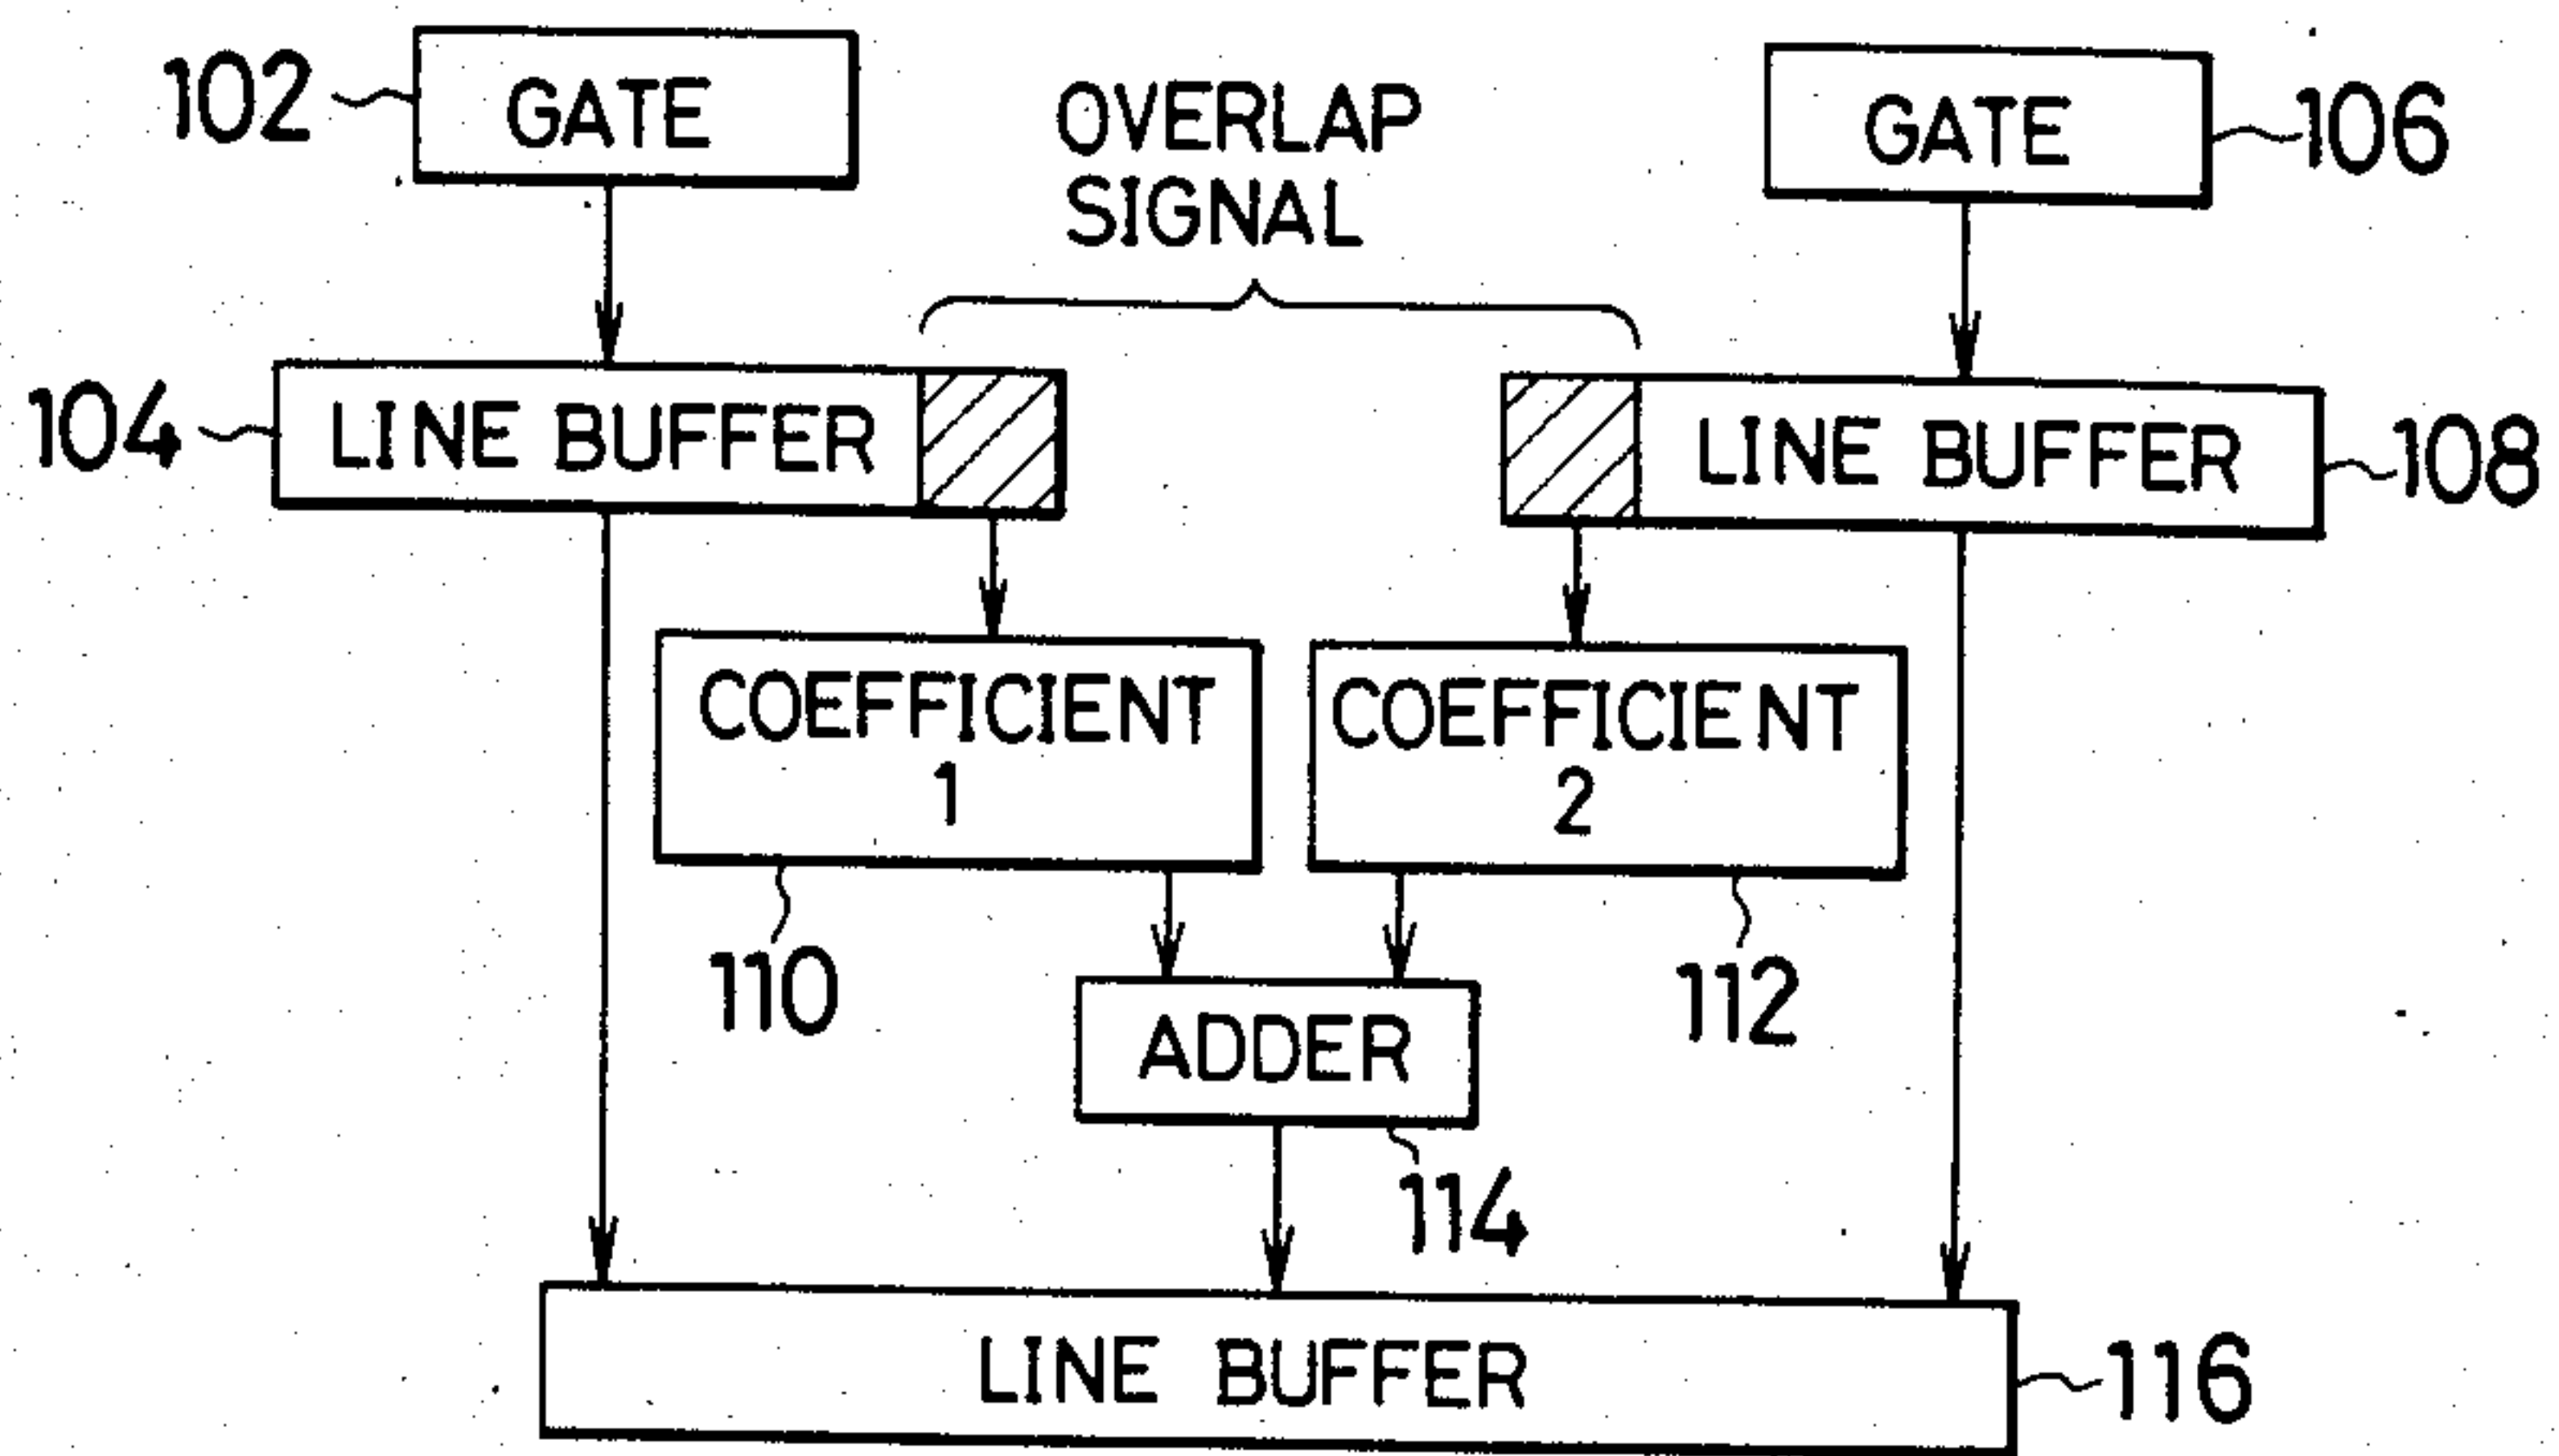 102
GATE
OVERLAP
SIGNAL
GATE
106
104
LINE BUFFER
LINE BUFFER
108
COEFFICIENT
1
COEFFICIENT
2
110
112
ADDER
114
LINE BUFFER
116